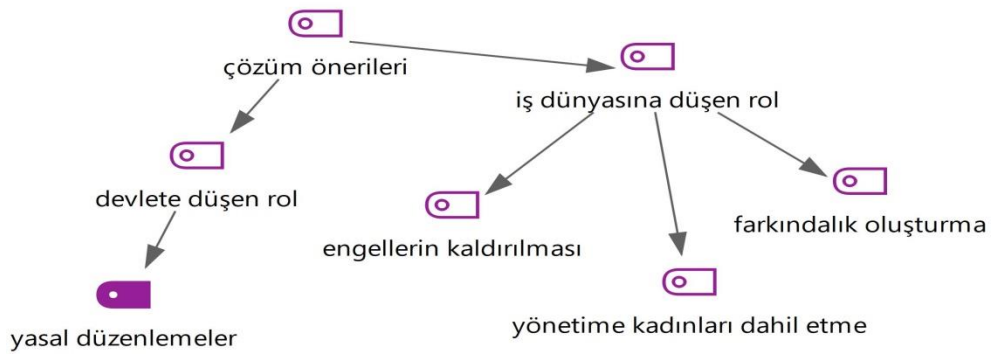 çözüm önerileri
iş dünyasına düşen rol
devlete düşen rol
engellerin kaldırılması
farkındalık oluşturma
yasal düzenlemeler
yönetime kadınları dahil etme